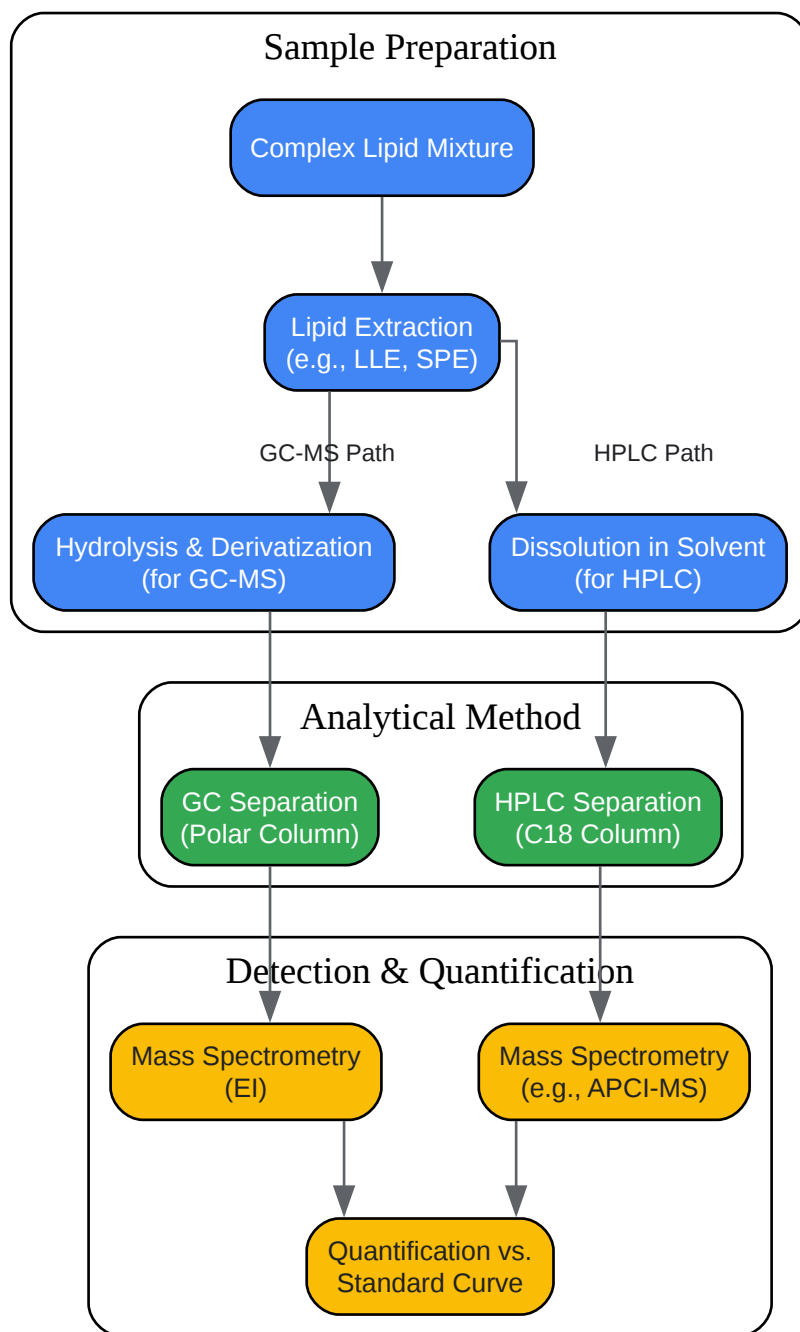 Sample Preparation
Complex Lipid Mixture
Lipid Extraction
(e.g., LLE, SPE)
GC-MS Path
HPLC Path
Hydrolysis & Derivatization
(for GC-MS)
Dissolution in Solvent
(for HPLC)
Analytical Method
GC Separation
(Polar Column)
HPLC Separation
(C18 Column)
Detection & Quantification
Mass Spectrometry
(EI)
Mass Spectrometry
(e.g., APCI-MS)
Quantification vs.
Standard Curve